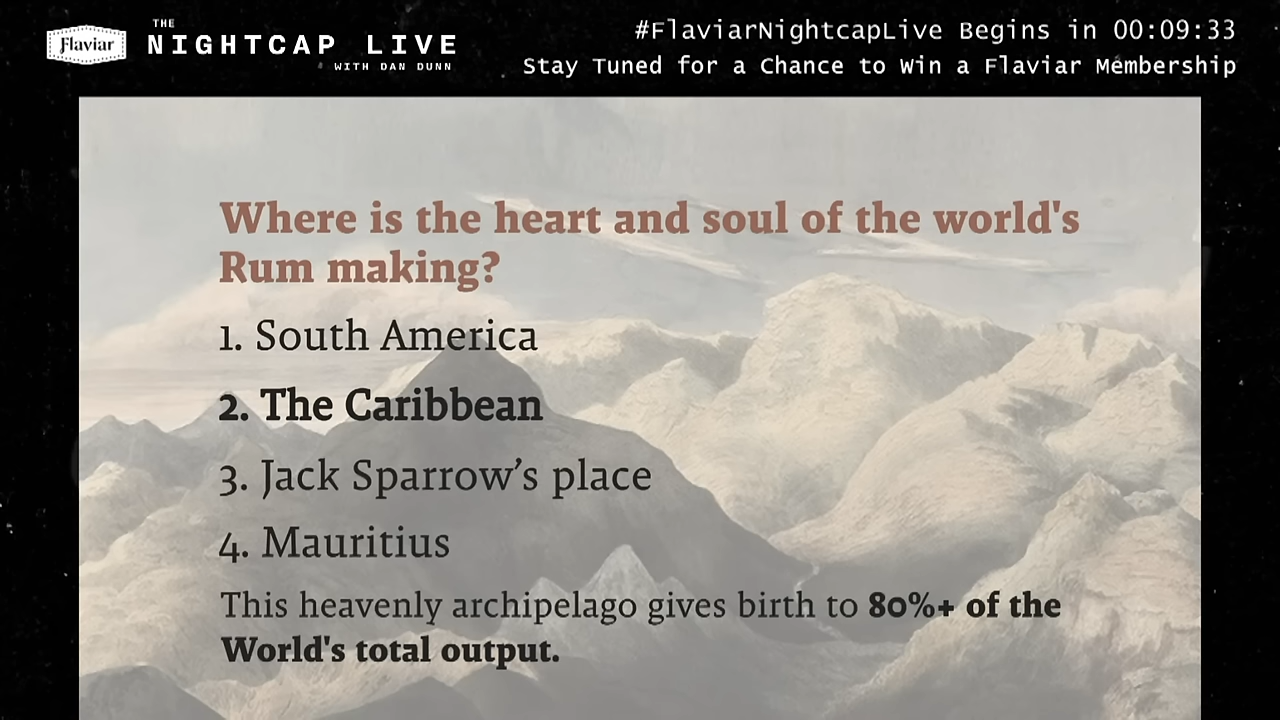 Flaviar
THE
NIGHTCAP LIVE
WITH DAN DUNN
#FlaviarNightcapLive Begins in 00:09:33
Stay Tuned for a Chance to Win a Flaviar Membership
Where is the heart and soul of the world's
Rum making?
1. South America
2. The Caribbean
3. Jack Sparrow’s place
4. Mauritius
This heavenly archipelago gives birth to 80%+ of the
World's total output.